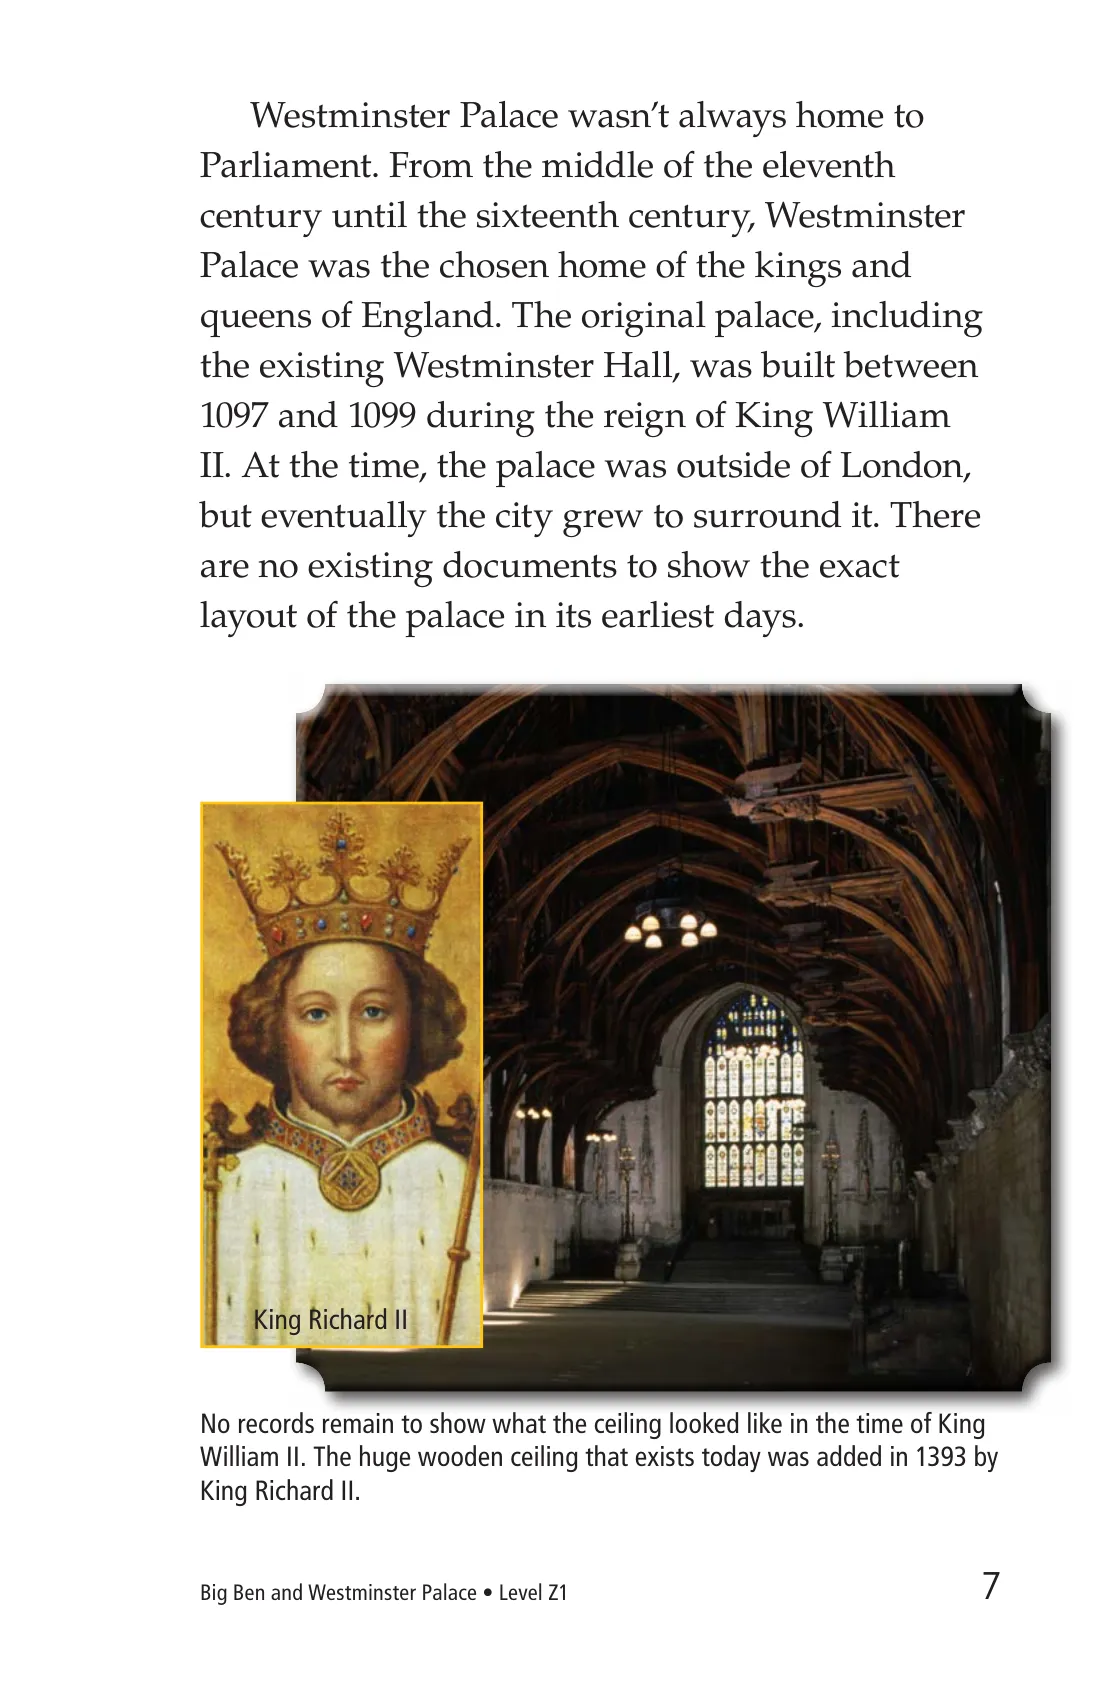 Westminster Palace wasn’t always home to
Parliament. From the middle of the eleventh
century until the sixteenth century, Westminster
Palace was the chosen home of the kings and
queens of England. The original palace, including
the existing Westminster Hall, was built between
1097 and 1099 during the reign of King William
II. At the time, the palace was outside of London,
but eventually the city grew to surround it. There
are no existing documents to show the exact
layout of the palace in its earliest days.
King Richard II
No records remain to show what the ceiling looked like in the time of King
William II. The huge wooden ceiling that exists today was added in 1393 by
King Richard II.
Big Ben and Westminster Palace • Level Z1
7